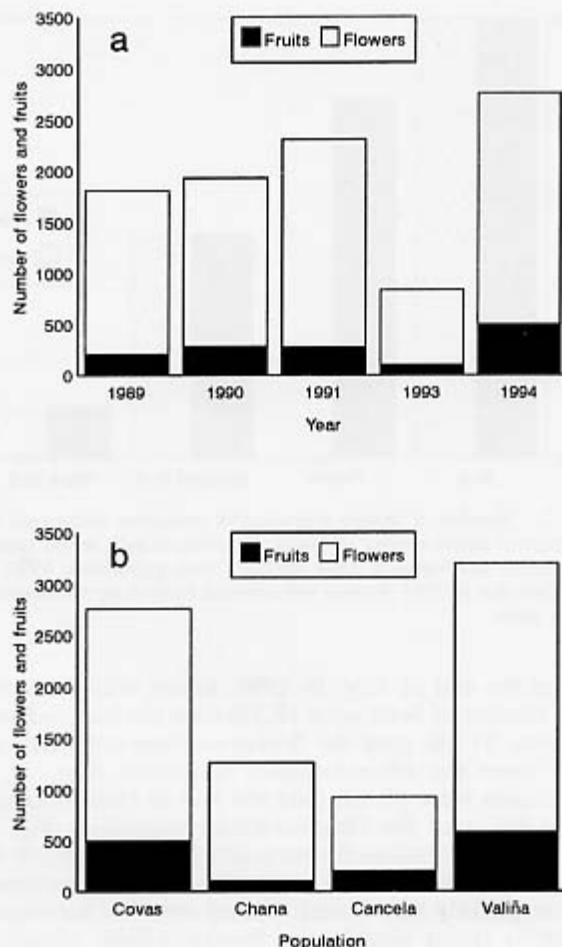 a
Fruits Flowers
Number of flowers and fruits
3500
3000
2500
2000
1500
1000
500
0
1989 1990 1991 1993 1994
Year
b
Fruits Flowers
Number of flowers and fruits
3500
3000
2500
2000
1500
1000
500
0
Covas Chana Cancela Valiña
Population